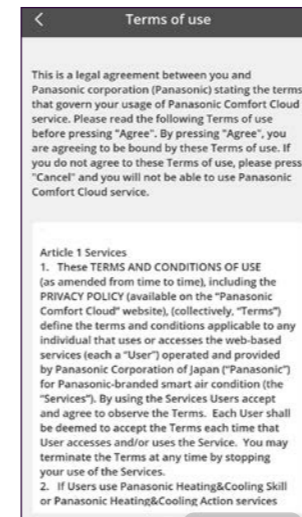 Terms of use
This is a legal agreement between you and
Panasonic corporation (Panasonic) stating the terms
that govern your usage of Panasonic Comfort Cloud
service. Please read the following Terms of use
before pressing "Agree". By pressing "Agree", you
are agreeing to be bound by these Terms of use. If
you do not agree to these Terms of use, please press
"Cancel" and you will not be able to use Panasonic
Comfort Cloud service.
Article 1 Services
1. These TERMS AND CONDITIONS OF USE
(as amended from time to time), including the
PRIVACY POLICY (available on the "Panasonic
Comfort Cloud" website), (collectively, "Terms")
define the terms and conditions applicable to any
individual that uses or accesses the web-based
services (each a "User") operated and provided
by Panasonic Corporation of Japan ("Panasonic")
for Panasonic-branded smart air condition (the
"Services"). By using the Services Users accept
and agree to observe the Terms. Each User shall
be deemed to accept the Terms each time that
User accesses and/or uses the Service. You may
terminate the Terms at any time by stopping
your use of the Services.
2. If Users use Panasonic Heating&Cooling Skill
or Panasonic Heating&Cooling Action services